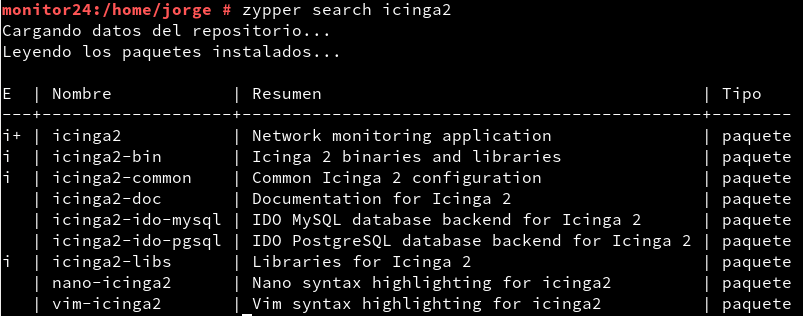 monitor24:/home/jorge # zypper search icinga2
Cargando datos del repositorio...
Leyendo los paquetes instalados...
E  | Nombre             | Resumen                                    | Tipo
---+--------------------+--------------------------------------------+--------
i+ | icinga2            | Network monitoring application             | paquete
i  | icinga2-bin        | Icinga 2 binaries and libraries            | paquete
i  | icinga2-common     | Common Icinga 2 configuration              | paquete
   | icinga2-doc        | Documentation for Icinga 2                 | paquete
   | icinga2-ido-mysql  | IDO MySQL database backend for Icinga 2    | paquete
   | icinga2-ido-pgsql  | IDO PostgreSQL database backend for Icinga 2 | paquete
i  | icinga2-libs       | Libraries for Icinga 2                     | paquete
   | nano-icinga2       | Nano syntax highlighting for icinga2       | paquete
   | vim-icinga2        | Vim syntax highlighting for icinga2        | paquete